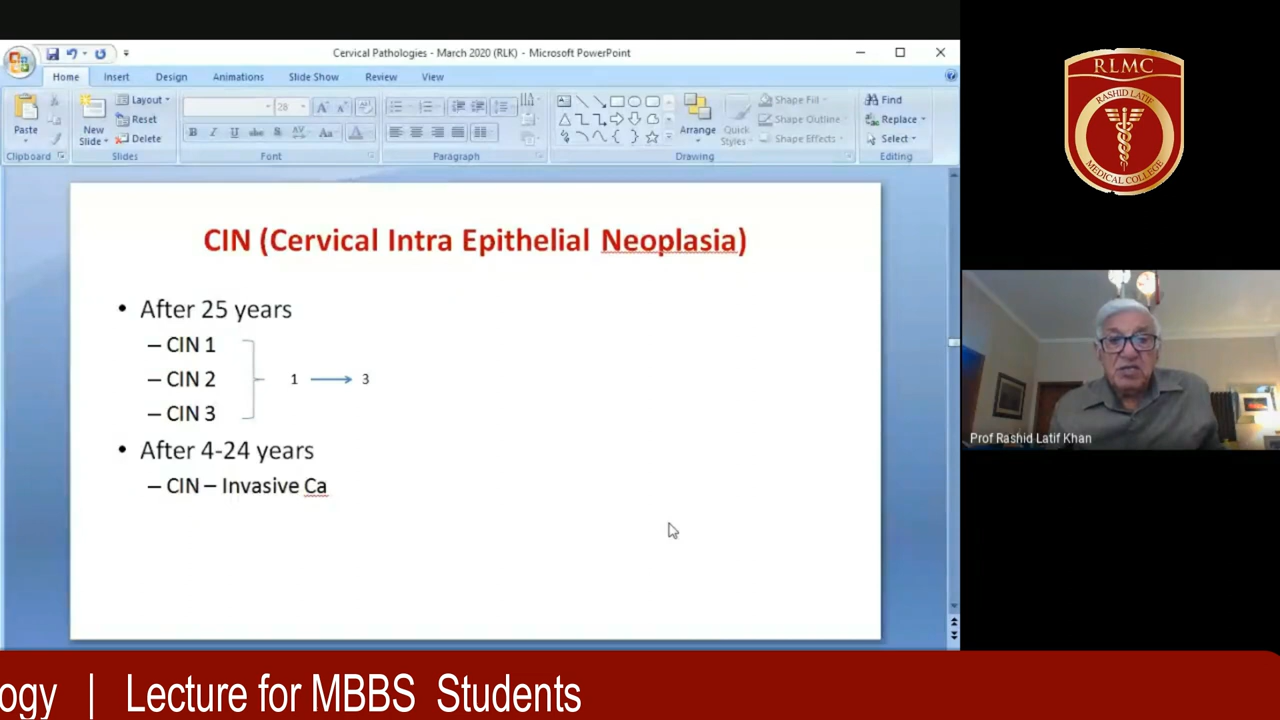 Cervical Pathologies - March 2020 (RLK) - Microsoft PowerPoint
Home Insert Design Animations Slide Show Review View
Paste
Clipboard
New Slide
Layout
Reset
Delete
Slides
28
B I U abe S AV Aa A
Font
Paragraph
Arrange
Quick Styles
Shape Fill
Shape Outline
Shape Effects
Drawing
Find
Replace
Select
Editing
CIN (Cervical Intra Epithelial Neoplasia)
• After 25 years
– CIN 1
– CIN 2
– CIN 3
1 → 3
• After 4-24 years
– CIN – Invasive Ca
RLMC
RASHID LATIF
MEDICAL COLLEGE
Prof Rashid Latif Khan
ogy | Lecture for MBBS Students